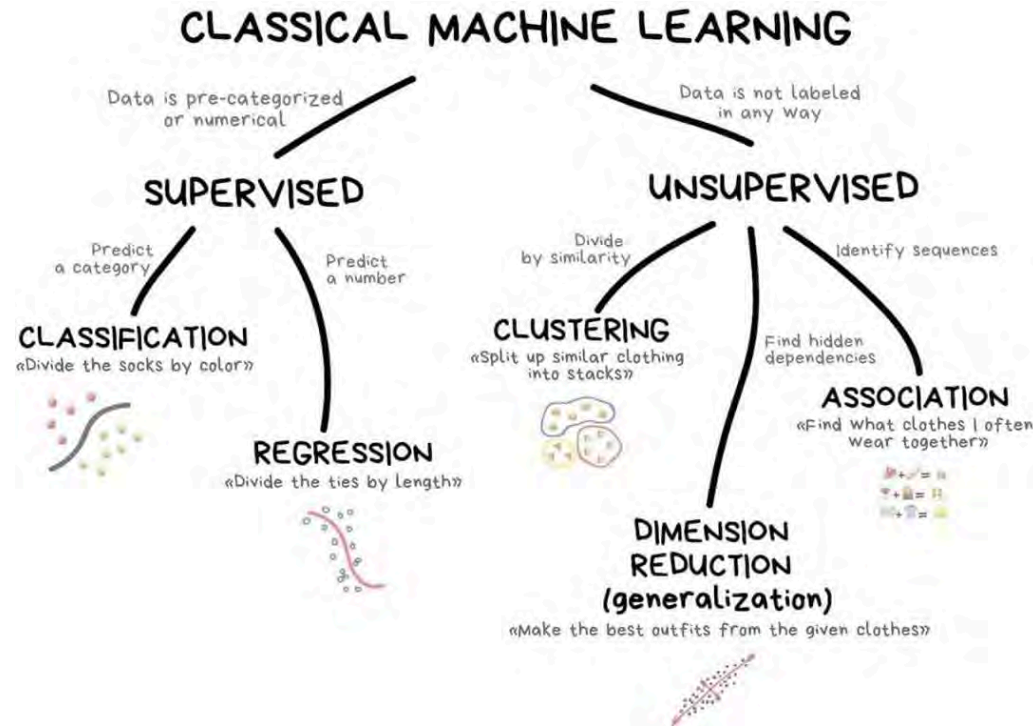 CLASSICAL MACHINE LEARNING
Data is pre-categorized
or numerical
Data is not labeled
in any way
SUPERVISED
UNSUPERVISED
Predict
a category
Predict
a number
Divide
by similarity
Identify sequences
CLASSIFICATION
«Divide the socks by color»
CLUSTERING
«Split up similar clothing
into stacks»
Find hidden
dependencies
ASSOCIATION
«Find What clothes I often
Wear together»
REGRESSION
«Divide the ties by length»
DIMENSION
REDUCTION
(generalization)
«Make the best outfits from the given clothes»